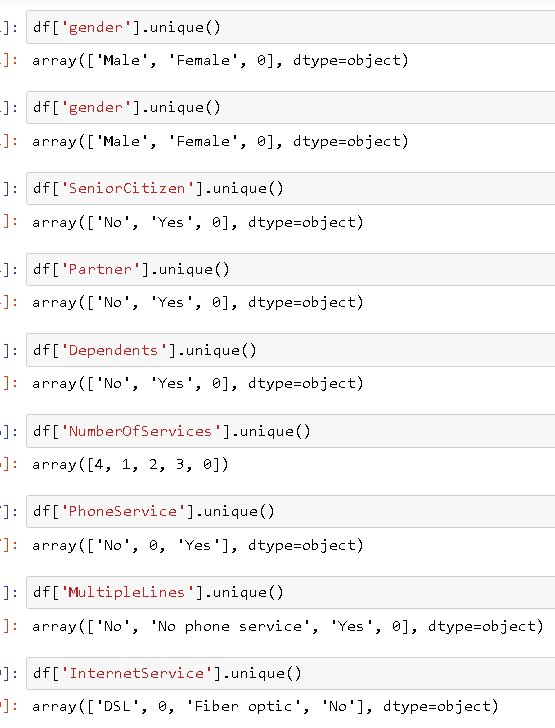 ]: df['gender'].unique()
]: array(['Male', 'Female', 0], dtype=object)
]: df['gender'].unique()
]: array(['Male', 'Female', 0], dtype=object)
]: df['SeniorCitizen'].unique()
]: array(['No', 'Yes', 0], dtype=object)
]: df['Partner'].unique()
]: array(['No', 'Yes', 0], dtype=object)
]: df['Dependents'].unique()
]: array(['No', 'Yes', 0], dtype=object)
]: df['NumberOfServices'].unique()
]: array([4, 1, 2, 3, 0])
]: df['PhoneService'].unique()
]: array(['No', 0, 'Yes'], dtype=object)
]: df['MultipleLines'].unique()
]: array(['No', 'No phone service', 'Yes', 0], dtype=object)
]: df['InternetService'].unique()
]: array(['DSL', 0, 'Fiber optic', 'No'], dtype=object)